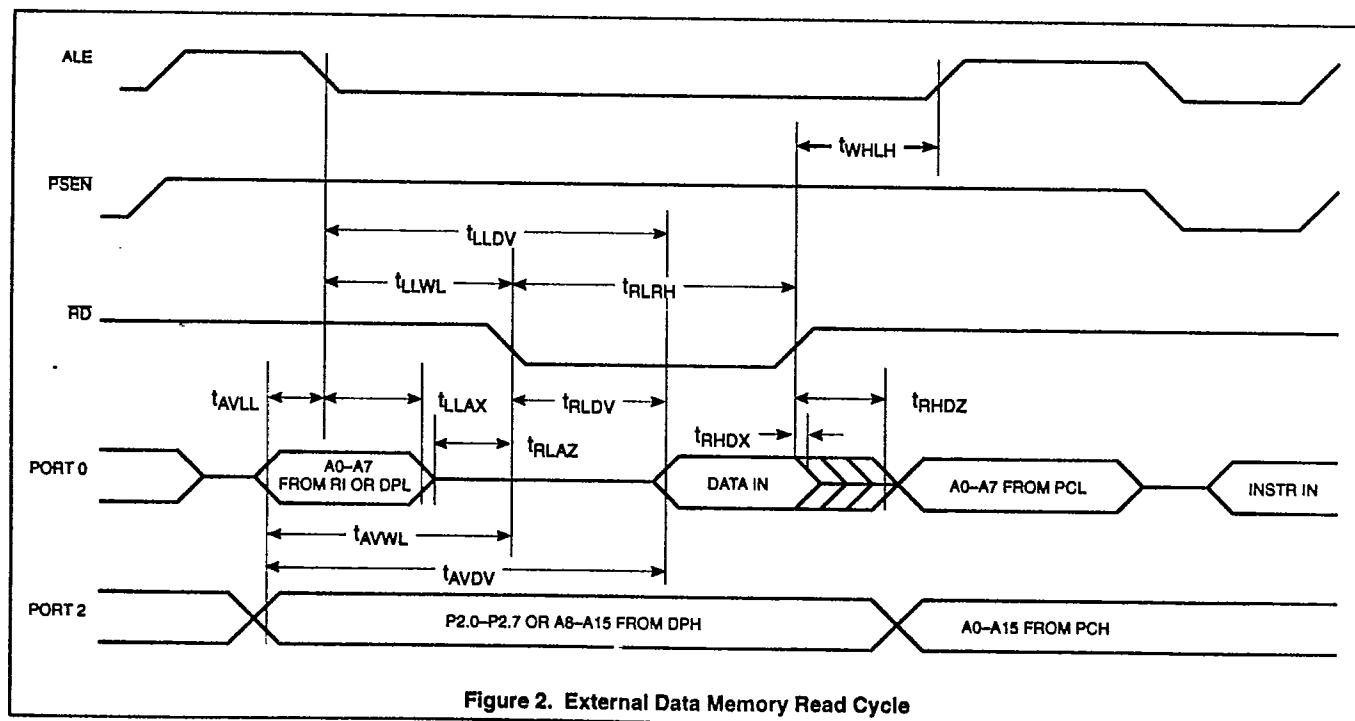 ALE
tWHLH
PSEN
tLLDV
tLLWL
tRLRH
RD
tAVLL
tLLAX
tRLDV
tRHDZ
tRLAZ
tRHDX
PORT 0
A0–A7
FROM RI OR DPL
DATA IN
A0–A7 FROM PCL
INSTR IN
tAVWL
tAVDV
PORT 2
P2.0–P2.7 OR A8–A15 FROM DPH
A0–A15 FROM PCH
Figure 2. External Data Memory Read Cycle